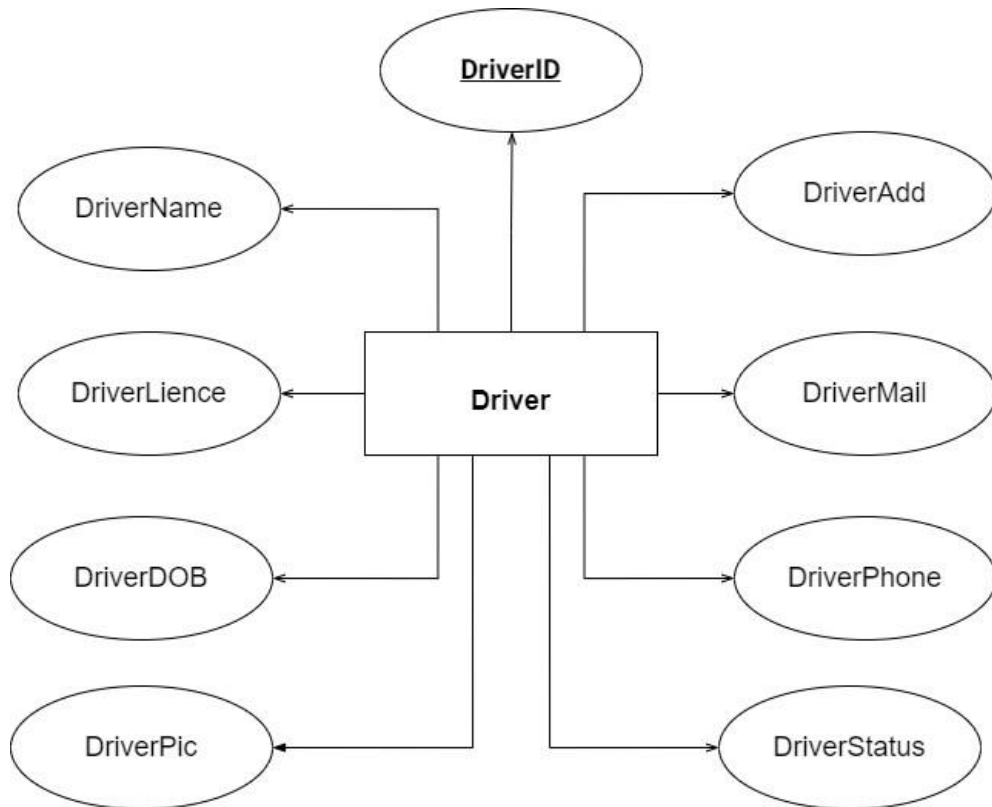 DriverID
DriverName
DriverAdd
DriverLience
Driver
DriverMail
DriverDOB
DriverPhone
DriverPic
DriverStatus